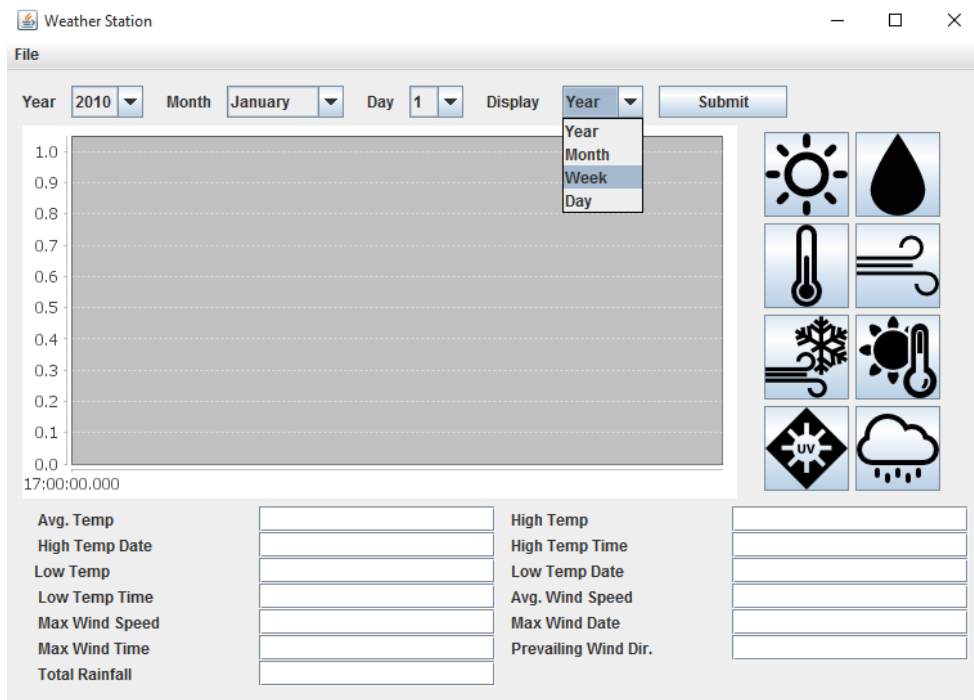 Weather Station
File
Year 2010 Month January Day 1 Display Year Submit
Year
Month
Week
Day
1.0
0.9
0.8
0.7
0.6
0.5
0.4
0.3
0.2
0.1
0.0
17:00:00.000
UV
Avg. Temp High Temp
High Temp Date High Temp Time
Low Temp Low Temp Date
Low Temp Time Avg. Wind Speed
Max Wind Speed Max Wind Date
Max Wind Time Prevailing Wind Dir.
Total Rainfall